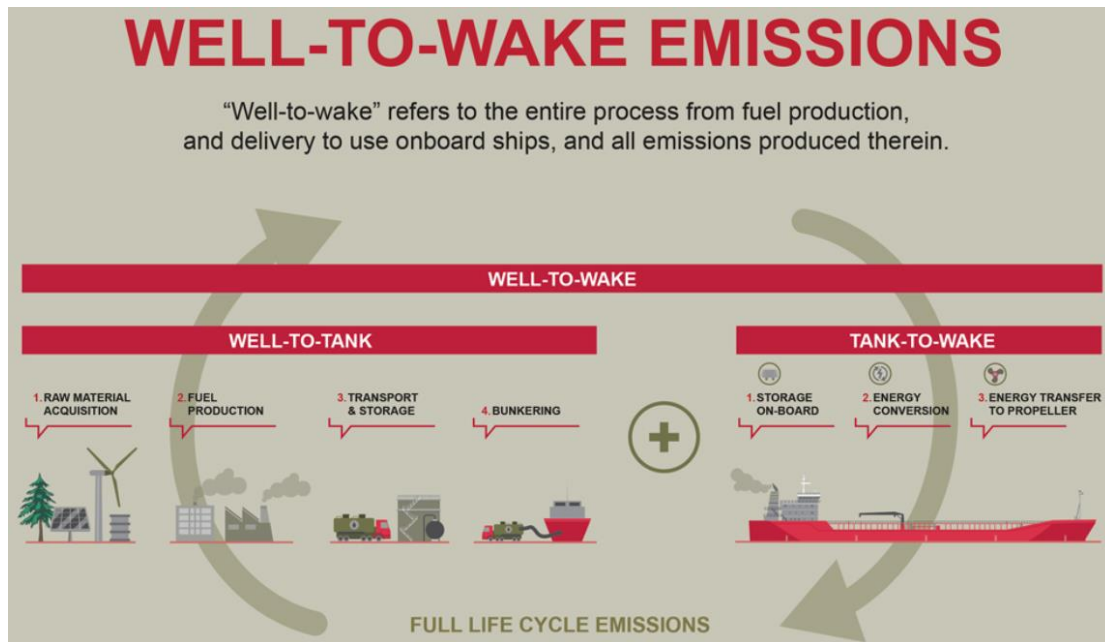 WELL-TO-WAKE EMISSIONS
“Well-to-wake” refers to the entire process from fuel production,
and delivery to use onboard ships, and all emissions produced therein.
WELL-TO-WAKE
WELL-TO-TANK
1. RAW MATERIAL
ACQUISITION
2. FUEL
PRODUCTION
3. TRANSPORT
& STORAGE
4. BUNKERING
TANK-TO-WAKE
1. STORAGE
ON-BOARD
2. ENERGY
CONVERSION
3. ENERGY TRANSFER
TO PROPELLER
FULL LIFE CYCLE EMISSIONS